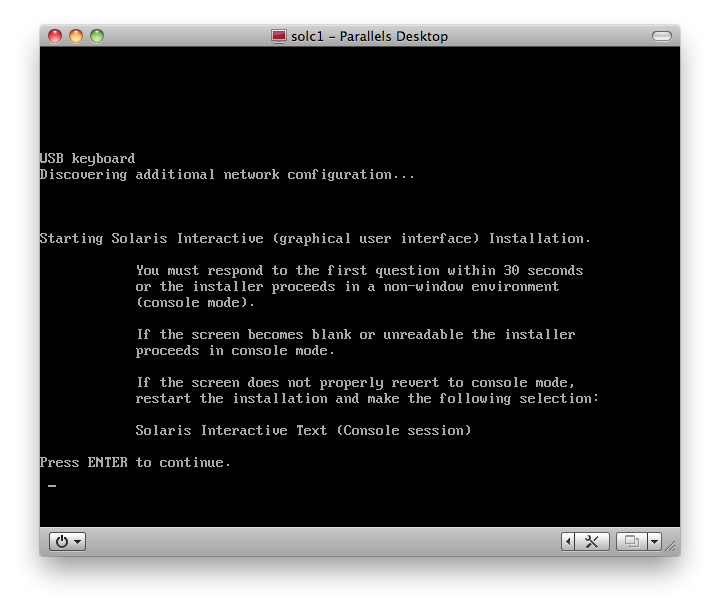 solc1 – Parallels Desktop
USB keyboard
Discovering additional network configuration...
Starting Solaris Interactive (graphical user interface) Installation.
You must respond to the first question within 30 seconds
or the installer proceeds in a non-window environment
(console mode).
If the screen becomes blank or unreadable the installer
proceeds in console mode.
If the screen does not properly revert to console mode,
restart the installation and make the following selection:
Solaris Interactive Text (Console session)
Press ENTER to continue.